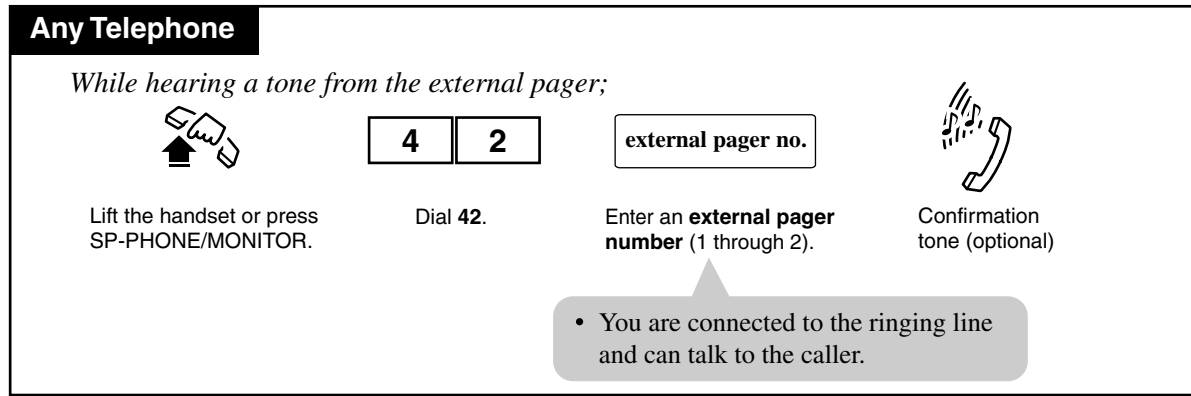 Any Telephone
While hearing a tone from the external pager;
4 2
external pager no.
Lift the handset or press
SP-PHONE/MONITOR.
Dial 42.
Enter an external pager
number (1 through 2).
Confirmation
tone (optional)
• You are connected to the ringing line
and can talk to the caller.